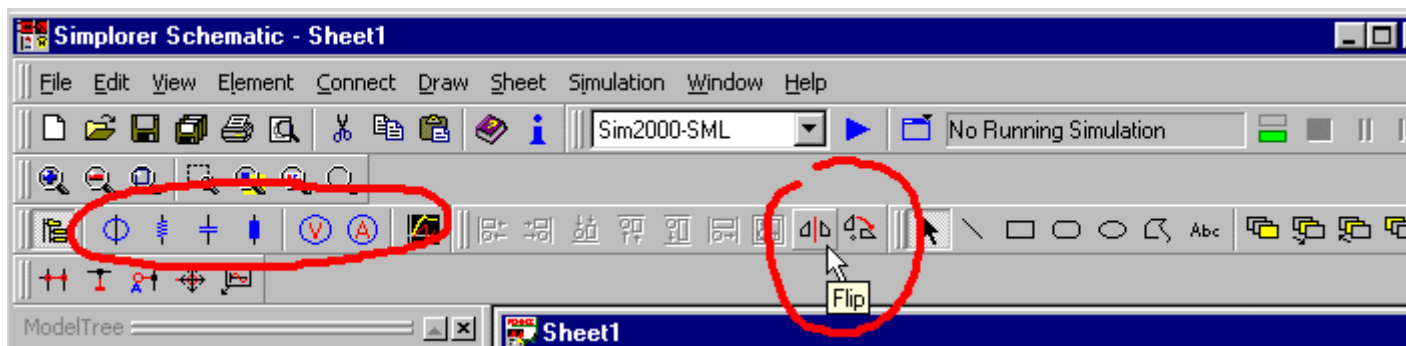 Simplorer Schematic - Sheet1
File Edit View Element Connect Draw Sheet Simulation Window Help
Sim2000-SML No Running Simulation
V A Abc
A
Flip
ModelTree Sheet1